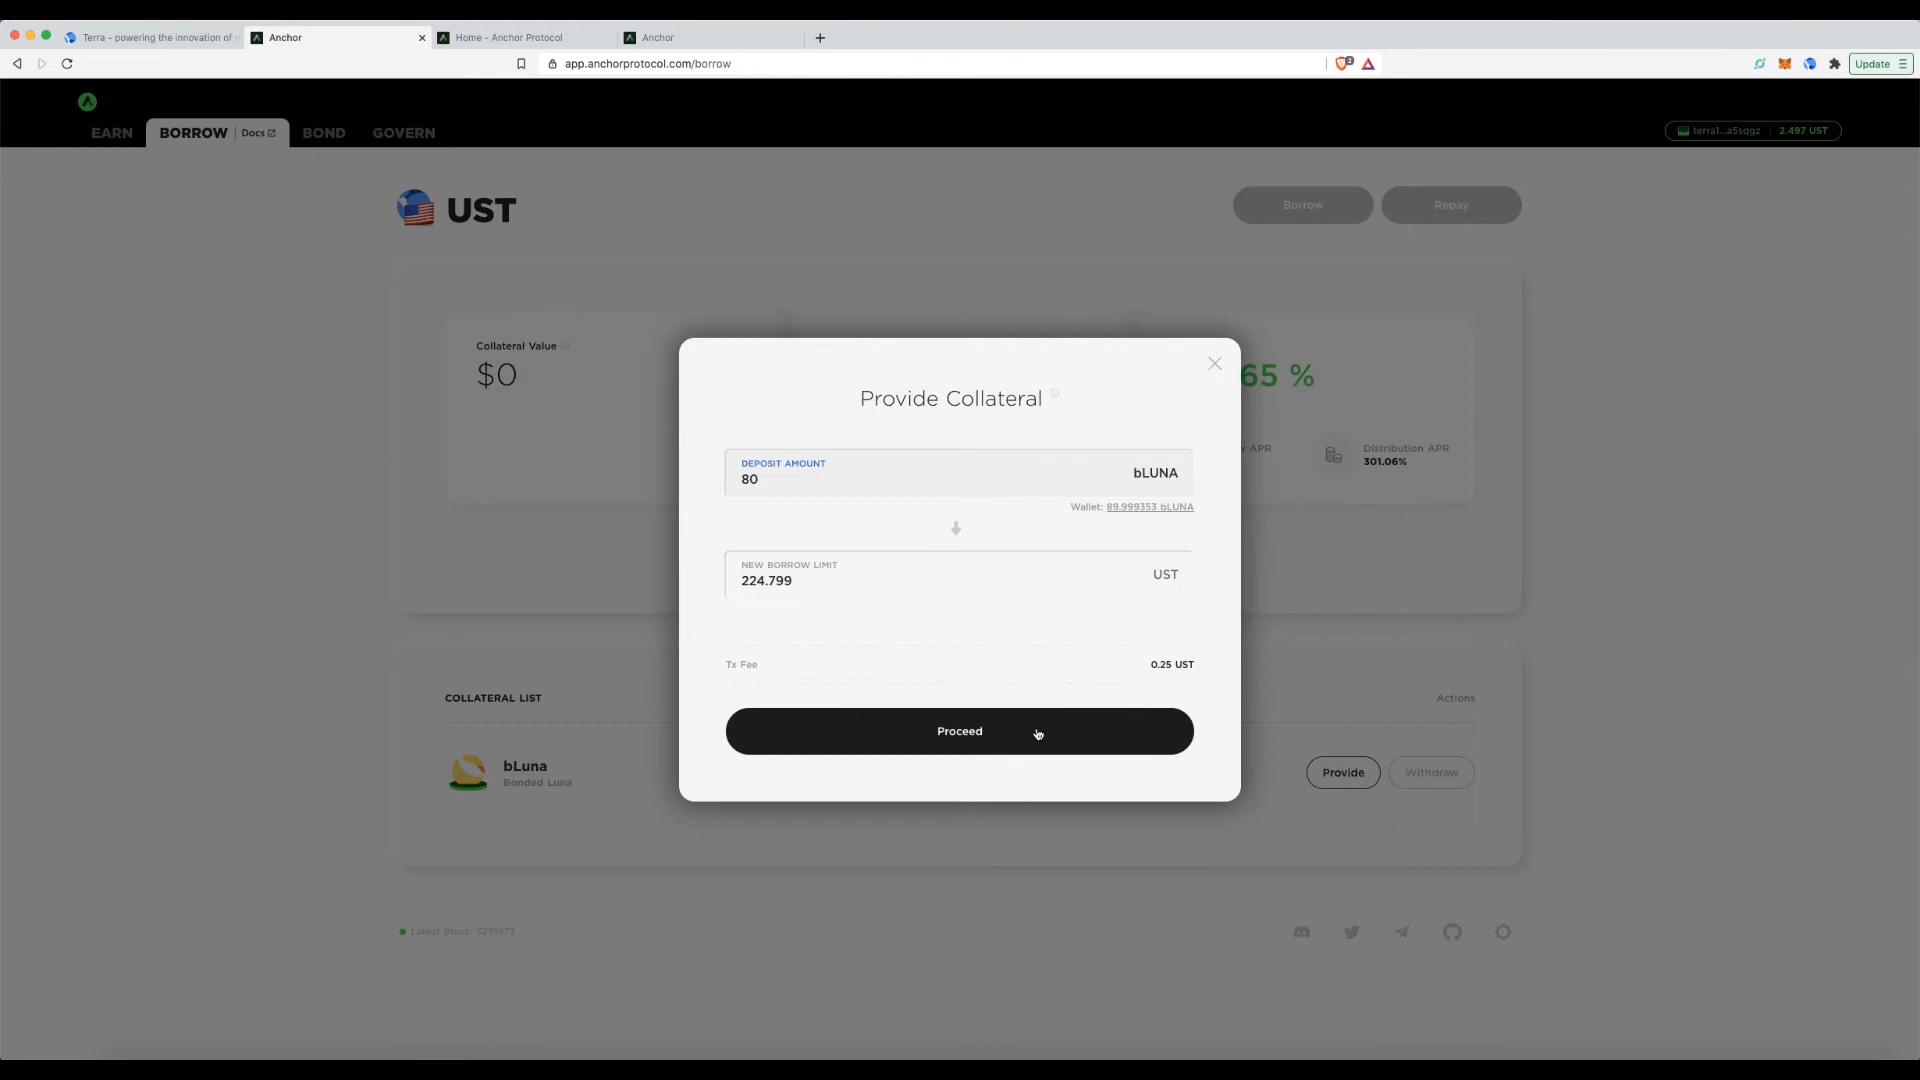 Terra - powering the innovation of
Anchor
Home - Anchor Protocol
Anchor
app.anchorprotocol.com/borrow
2
Update
EARN
BORROW
Docs
BOND
GOVERN
terra1...a5sqgz
2.497 UST
UST
Borrow
Repay
Collateral Value
$0
65 %
APR
Distribution APR
301.06%
Provide Collateral
DEPOSIT AMOUNT
80
bLUNA
Wallet: 89.999353 bLUNA
NEW BORROW LIMIT
224.799
UST
Tx Fee
0.25 UST
Proceed
COLLATERAL LIST
Actions
bLuna
Bonded Luna
Provide
Withdraw
Latest Block: 3291973